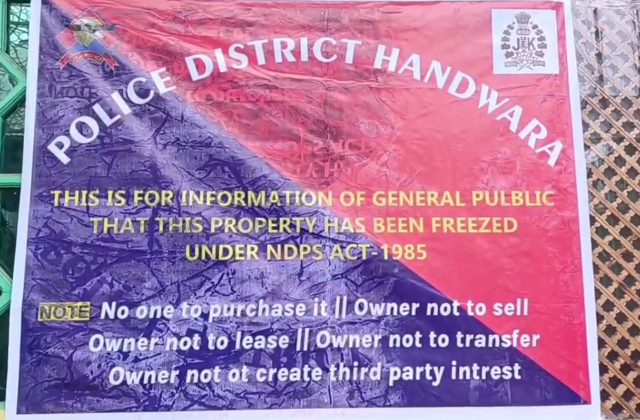 POLICE DISTRICT HANDWARA
J&K
THIS IS FOR INFORMATION OF GENERAL PULBLIC
THAT THIS PROPERTY HAS BEEN FREEZED
UNDER NDPS ACT-1985
NOTE No one to purchase it || Owner not to sell
Owner not to lease || Owner not to transfer
Owner not ot create third party intrest